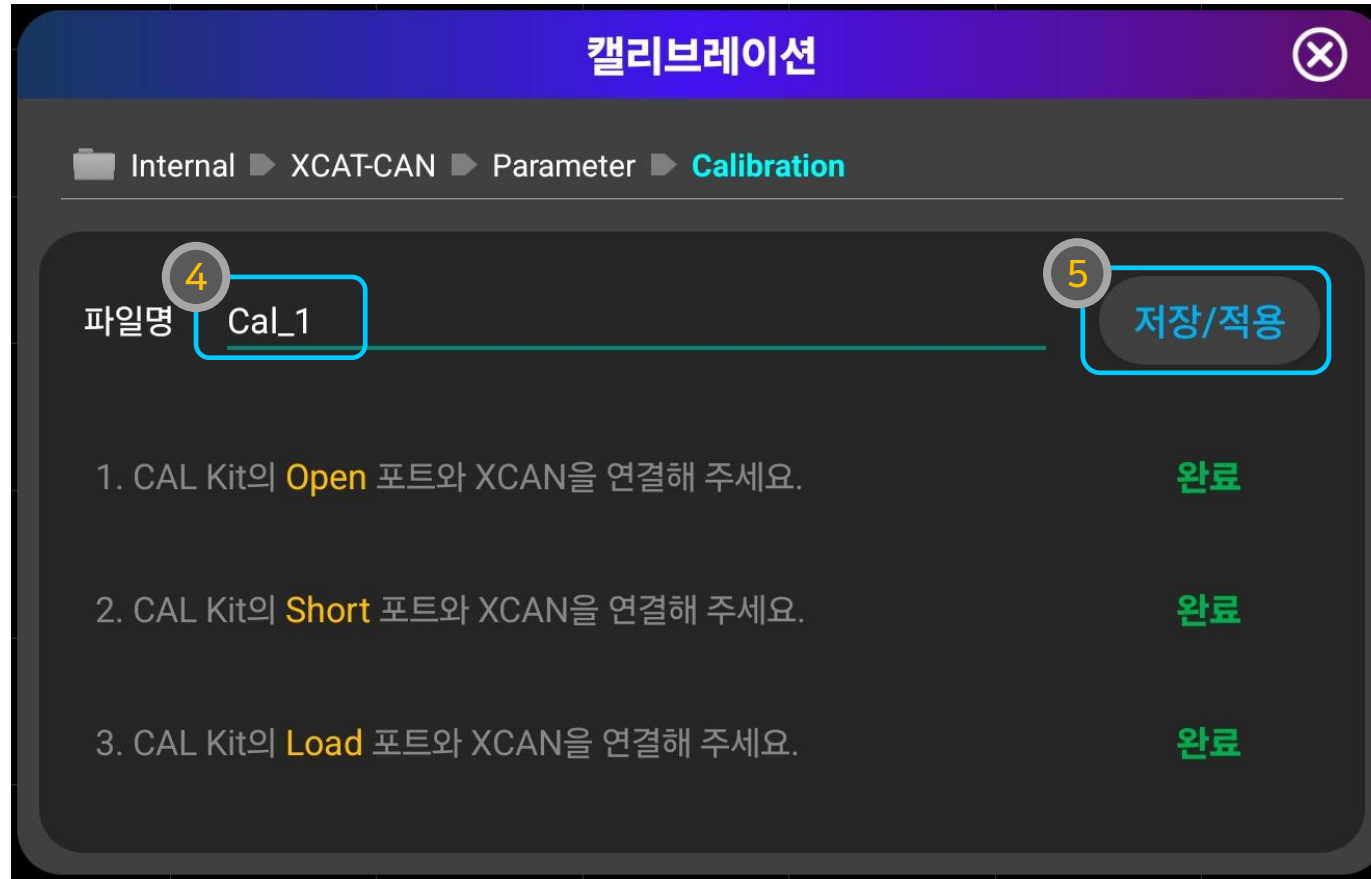 캘리브레이션
Internal XCAT-CAN Parameter Calibration
4
5
파일명 Cal_1 저장/적용
1. CAL Kit의 Open 포트와 XCAN을 연결해 주세요. 완료
2. CAL Kit의 Short 포트와 XCAN을 연결해 주세요. 완료
3. CAL Kit의 Load 포트와 XCAN을 연결해 주세요. 완료